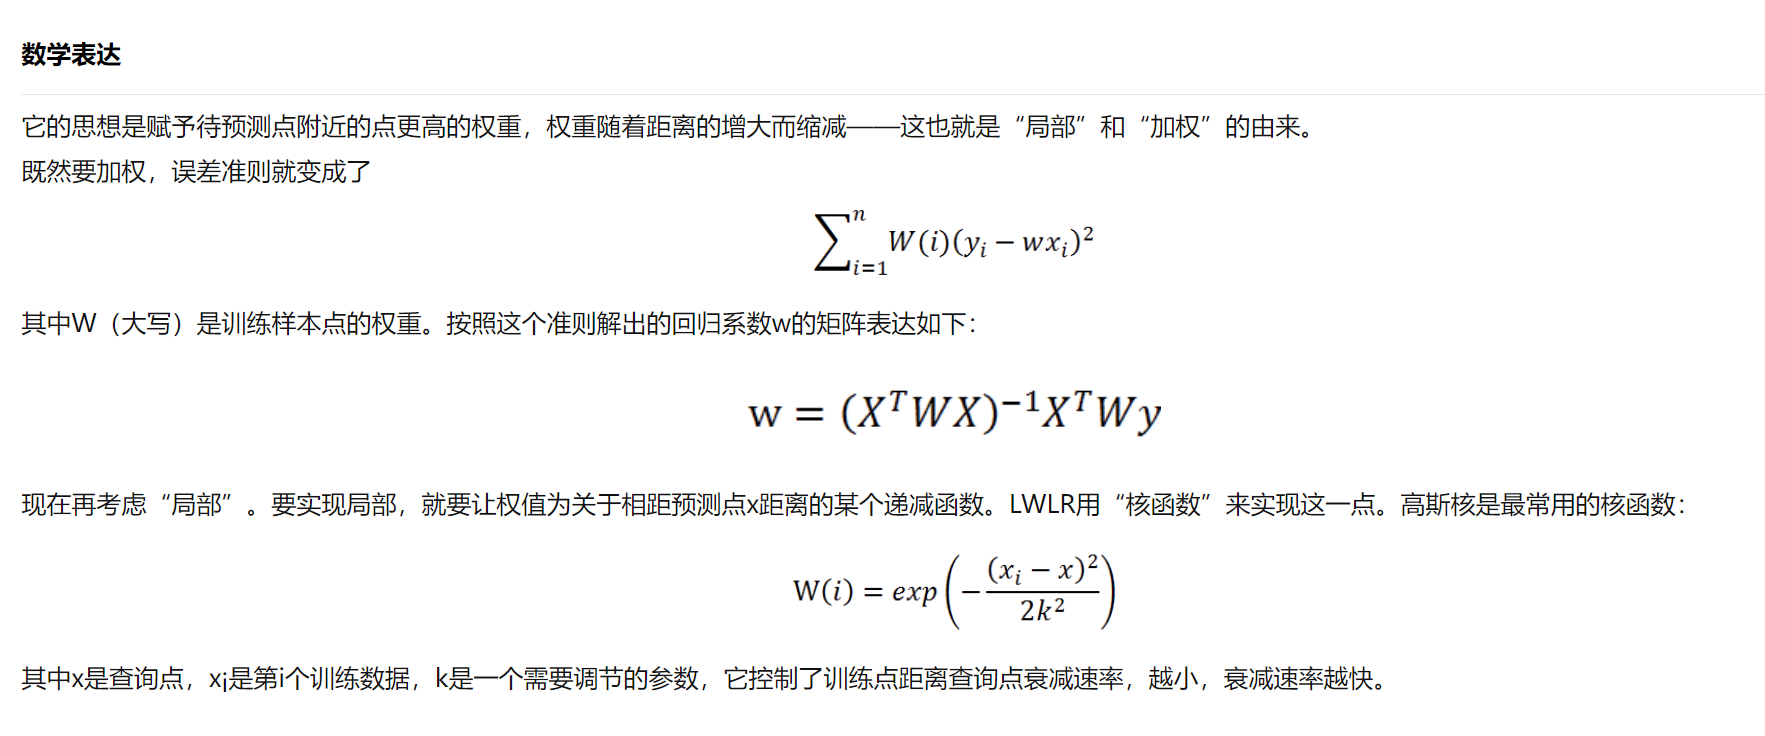 数学表达
它的思想是赋予待预测点附近的点更高的权重，权重随着距离的增大而缩减——这也就是“局部”和“加权”的由来。
既然要加权，误差准则就变成了
∑ⁿᵢ₌₁ W(i)(yᵢ − wxᵢ)²
其中W（大写）是训练样本点的权重。按照这个准则解出的回归系数w的矩阵表达如下：
w = (XᵀWX)⁻¹XᵀWy
现在再考虑“局部”。要实现局部，就要让权值为关于相距预测点x距离的某个递减函数。LWLR用“核函数”来实现这一点。高斯核是最常用的核函数：
W(i) = exp(−(xᵢ − x)²/2k²)
其中x是查询点，xᵢ是第i个训练数据，k是一个需要调节的参数，它控制了训练点距离查询点衰减速率，越小，衰减速率越快。